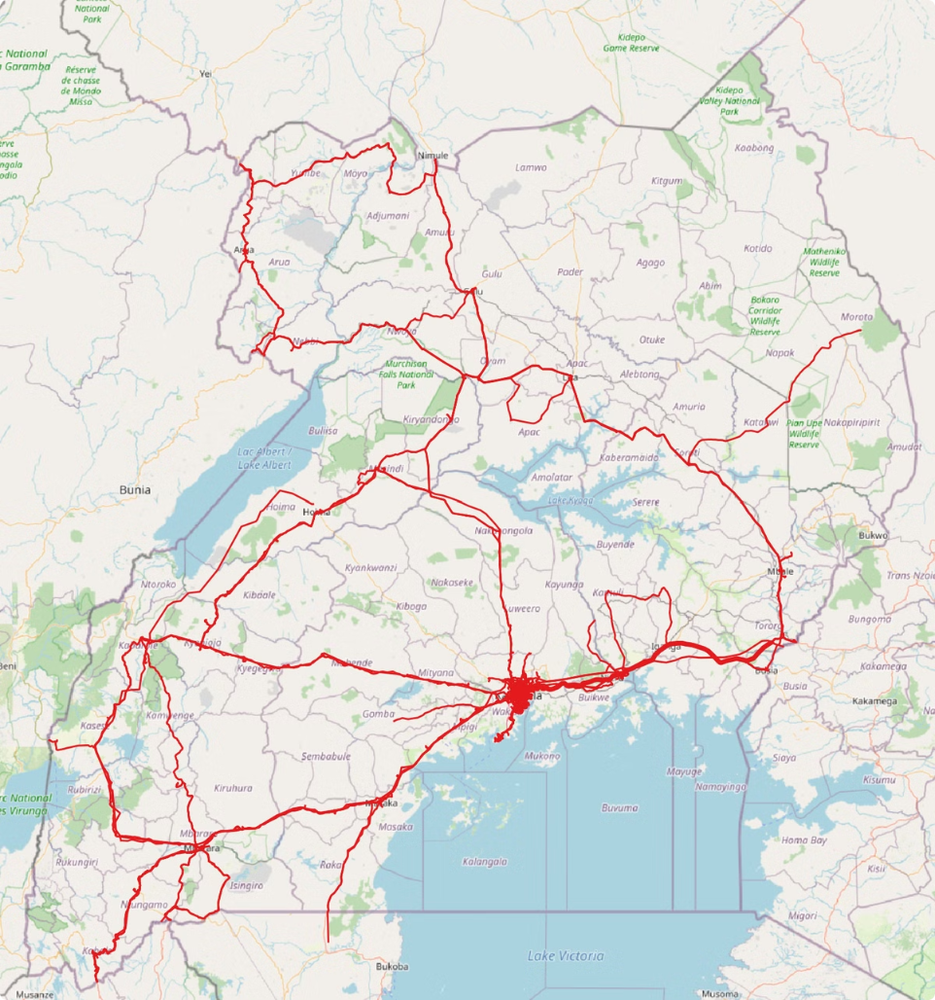 National
Park
c National
a Garamba
Réserve
de chasse
de Mondo
Missa
Yei
Kidepo
Game Reserve
Kidepo
Valley National
Park
Kaabong
Nimule
Lamwo
Kitgum
Yumbe
Moyo
Adjumani
Amuru
Kotido
Matheniko
Wildlife
Reserve
Arua
Gulu
Pader
Agago
Abim
Bokora
Corridor
Wildlife
Reserve
Moroto
Nebbi
Nwoya
Otuke
Napak
Murchison
Falls National
Park
Oyam
Apac
Lira
Alebtong
Amuria
Kiryandongo
Apac
Katakwi
Pian Upe
Wildlife
Reserve
Nakapiripirit
Buliisa
Lac Albert /
Lake Albert
Kaberamaido
Soroti
Amudat
Masindi
Amolatar
Bunia
Hoima
Hoima
Lake Kyoga
Serere
Nakasongola
Buyende
Bukwo
Ntoroko
Kyankwanzi
Nakaseke
Kayunga
Kamuli
Mbale
Trans Nzoia
Kibaale
Kiboga
Luweero
Tororo
Bungoma
Kyenjojo
Iganga
Beni
Kyegegwa
Mubende
Mityana
Busia
Busia
Kakamega
Kakamega
Gomba
Buikwe
Kasese
Kamwenge
Mpigi
Wak
Sembabule
Mukono
Siaya
Kisumu
Rubirizi
Kiruhura
Mayuge
Namayingo
rc National
es Virunga
Masaka
Buvuma
Masaka
Homa Bay
Mbarara
Mbarara
Rukungiri
Rakai
Kalangala
Kisii
Isingiro
Ntungamo
Migori
Kabale
Lake Victoria
Bukoba
Musanze
Musoma